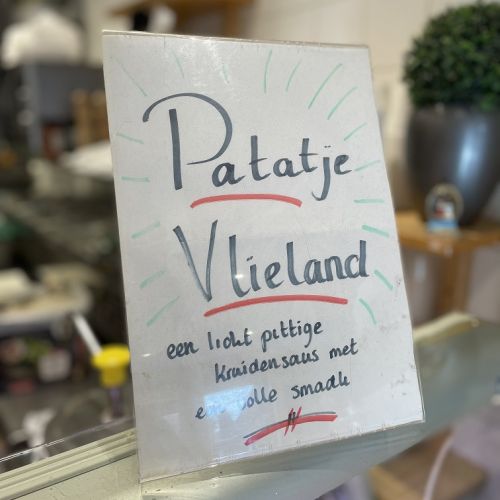 Patatje
Vlieland
een licht pittige
kruidensaus met
een volle smaak